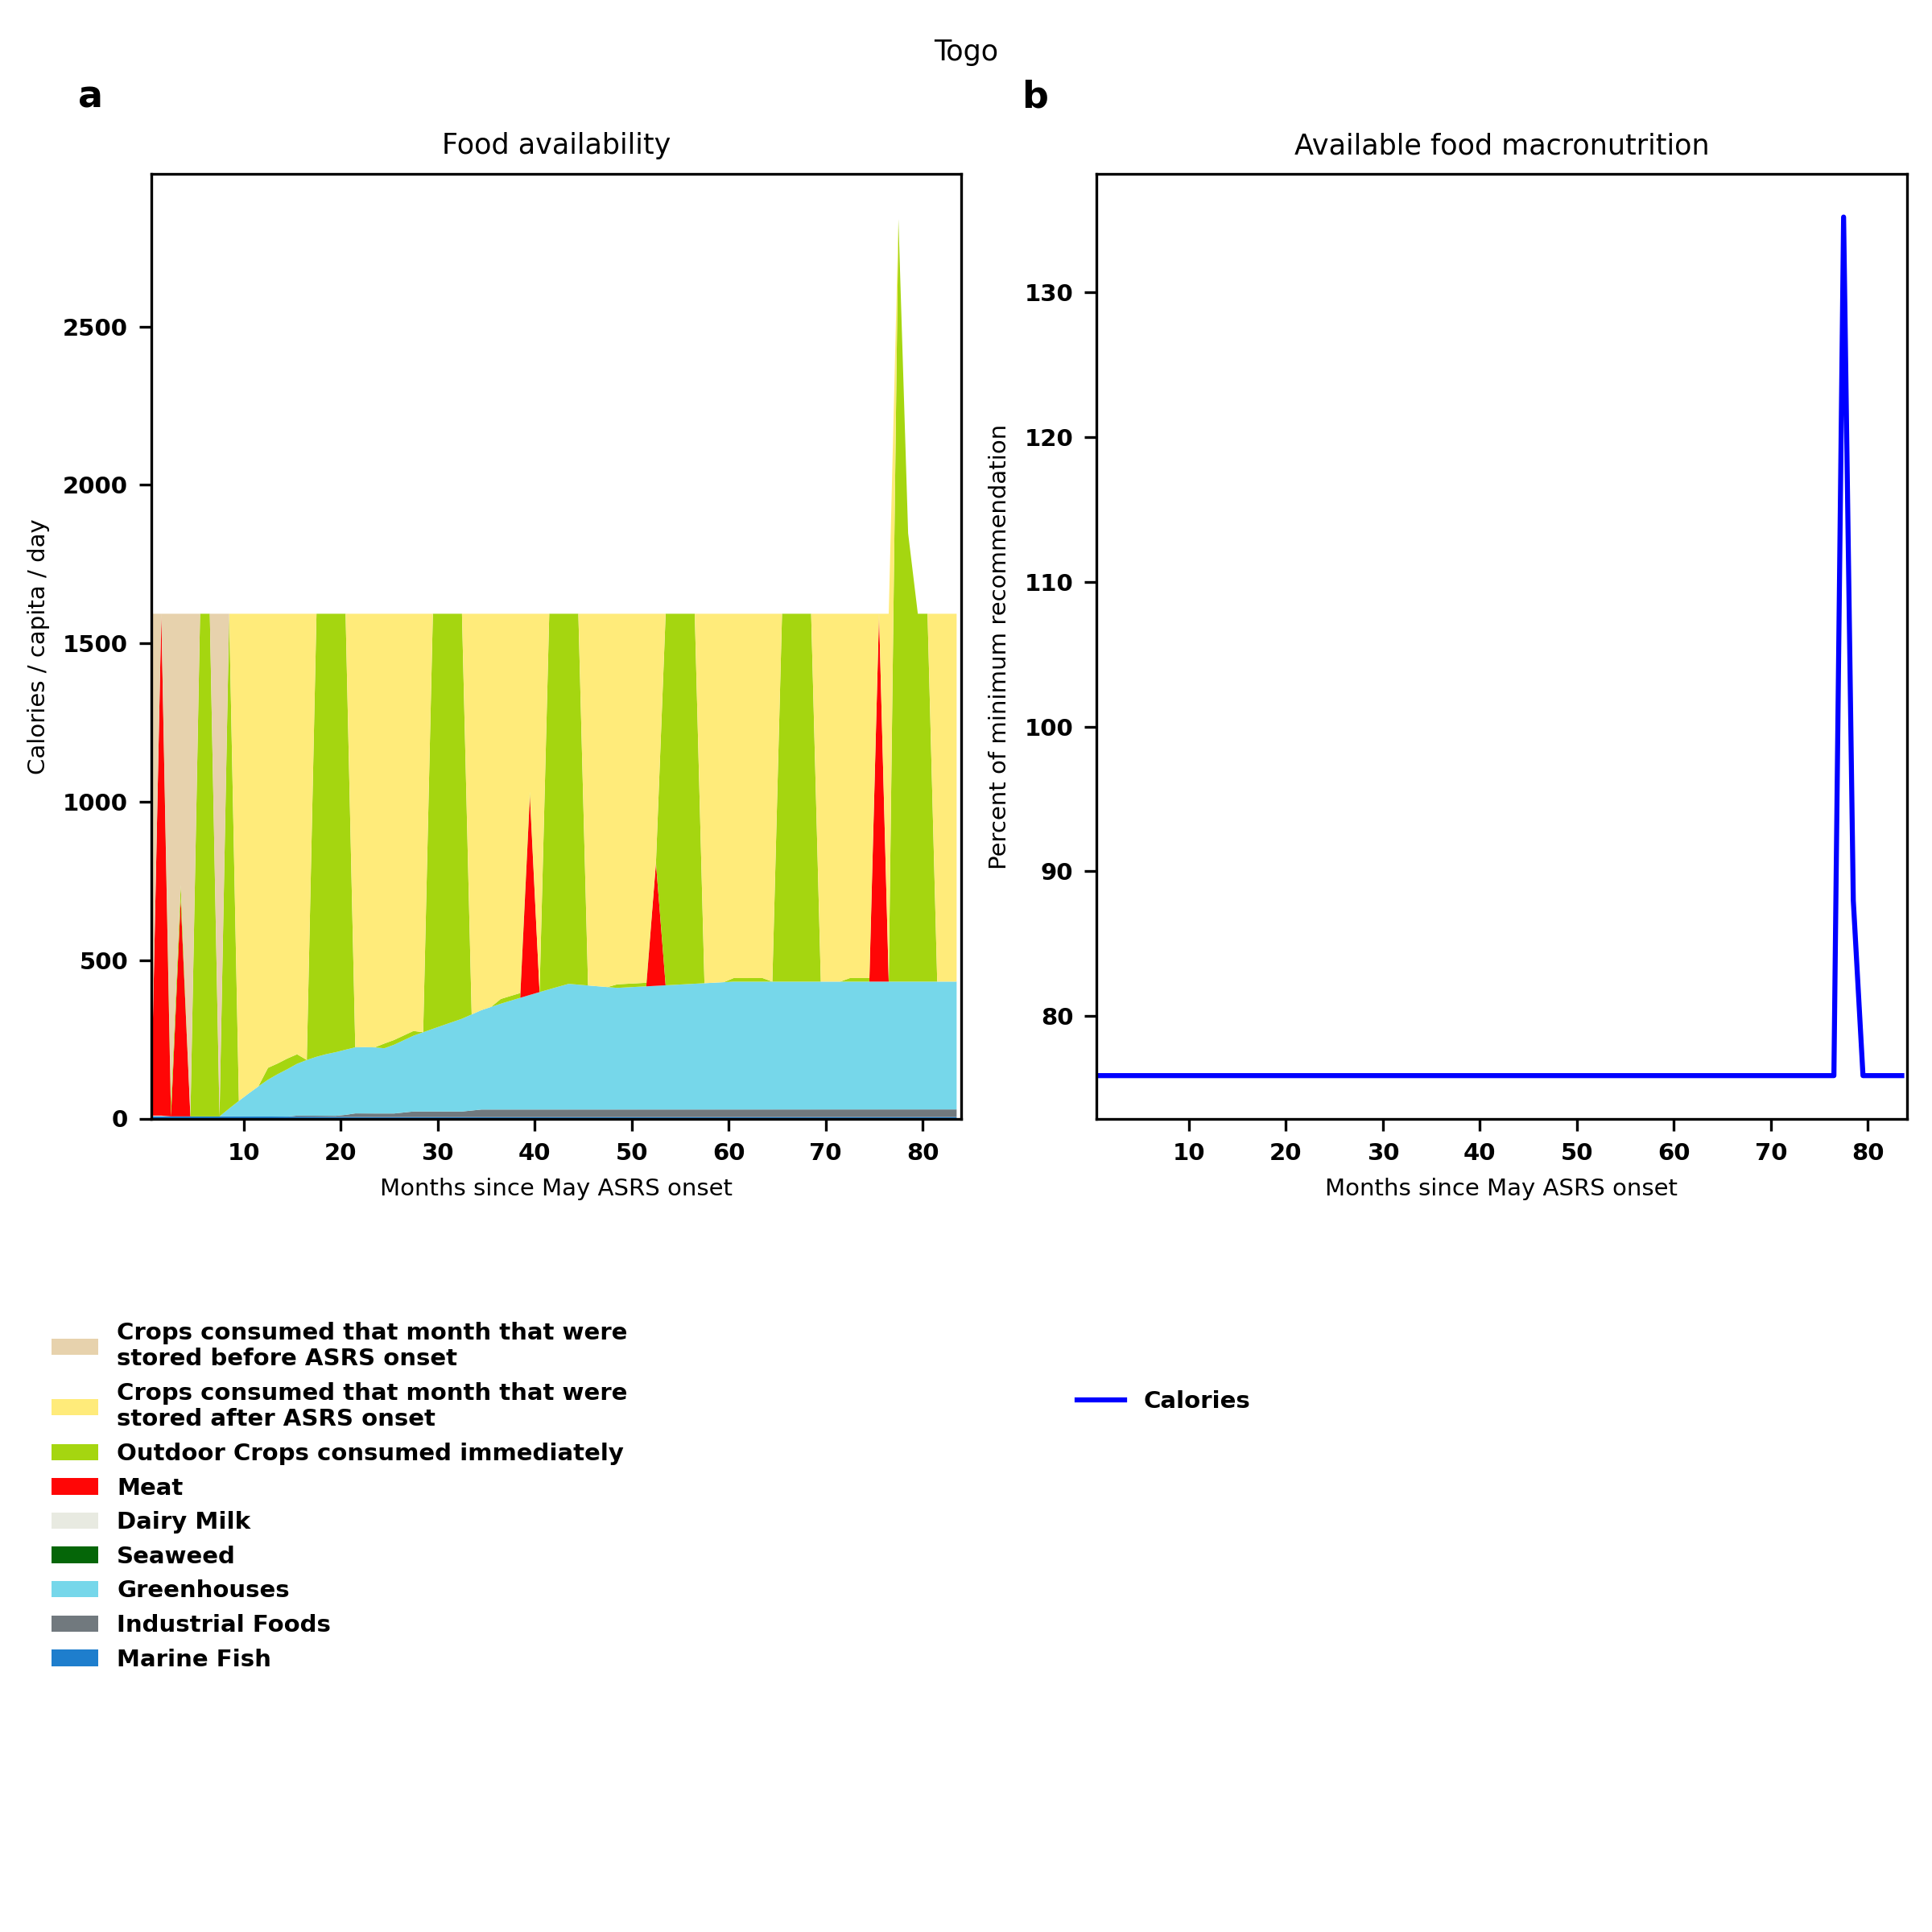 Togo
a
Food availability
Calories / capita / day
2500
2000
1500
1000
500
0
10 20 30 40 50 60 70 80
Months since May ASRS onset
b
Available food macronutrition
Percent of minimum recommendation
130
120
110
100
90
80
10 20 30 40 50 60 70 80
Months since May ASRS onset
Crops consumed that month that were
stored before ASRS onset
Crops consumed that month that were
stored after ASRS onset
Outdoor Crops consumed immediately
Meat
Dairy Milk
Seaweed
Greenhouses
Industrial Foods
Marine Fish
Calories